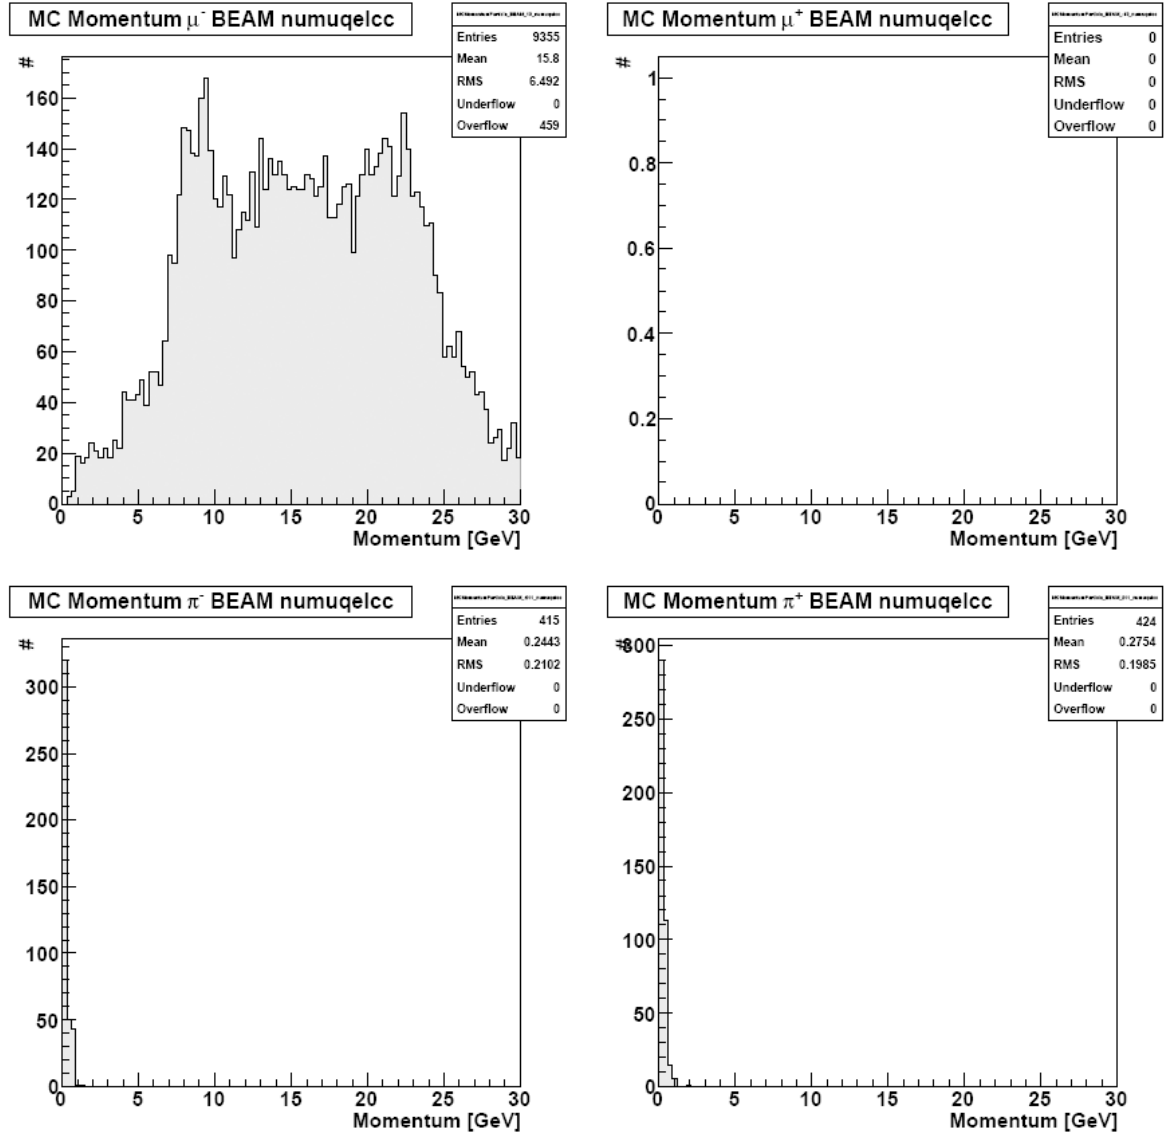 MC Momentum μ⁻ BEAM numuqelcc
Entries 9355
Mean 15.8
RMS 6.492
Underflow 0
Overflow 459
#
160
140
120
100
80
60
40
20
0
0 5 10 15 20 25 30
Momentum [GeV]
MC Momentum μ⁺ BEAM numuqelcc
Entries 0
Mean 0
RMS 0
Underflow 0
Overflow 0
#
1
0.8
0.6
0.4
0.2
0
0 5 10 15 20 25 30
Momentum [GeV]
MC Momentum π⁻ BEAM numuqelcc
Entries 415
Mean 0.2443
RMS 0.2102
Underflow 0
Overflow 0
#
300
250
200
150
100
50
0
0 5 10 15 20 25 30
Momentum [GeV]
MC Momentum π⁺ BEAM numuqelcc
Entries 424
Mean 0.2754
RMS 0.1985
Underflow 0
Overflow 0
#
300
250
200
150
100
50
0
0 5 10 15 20 25 30
Momentum [GeV]